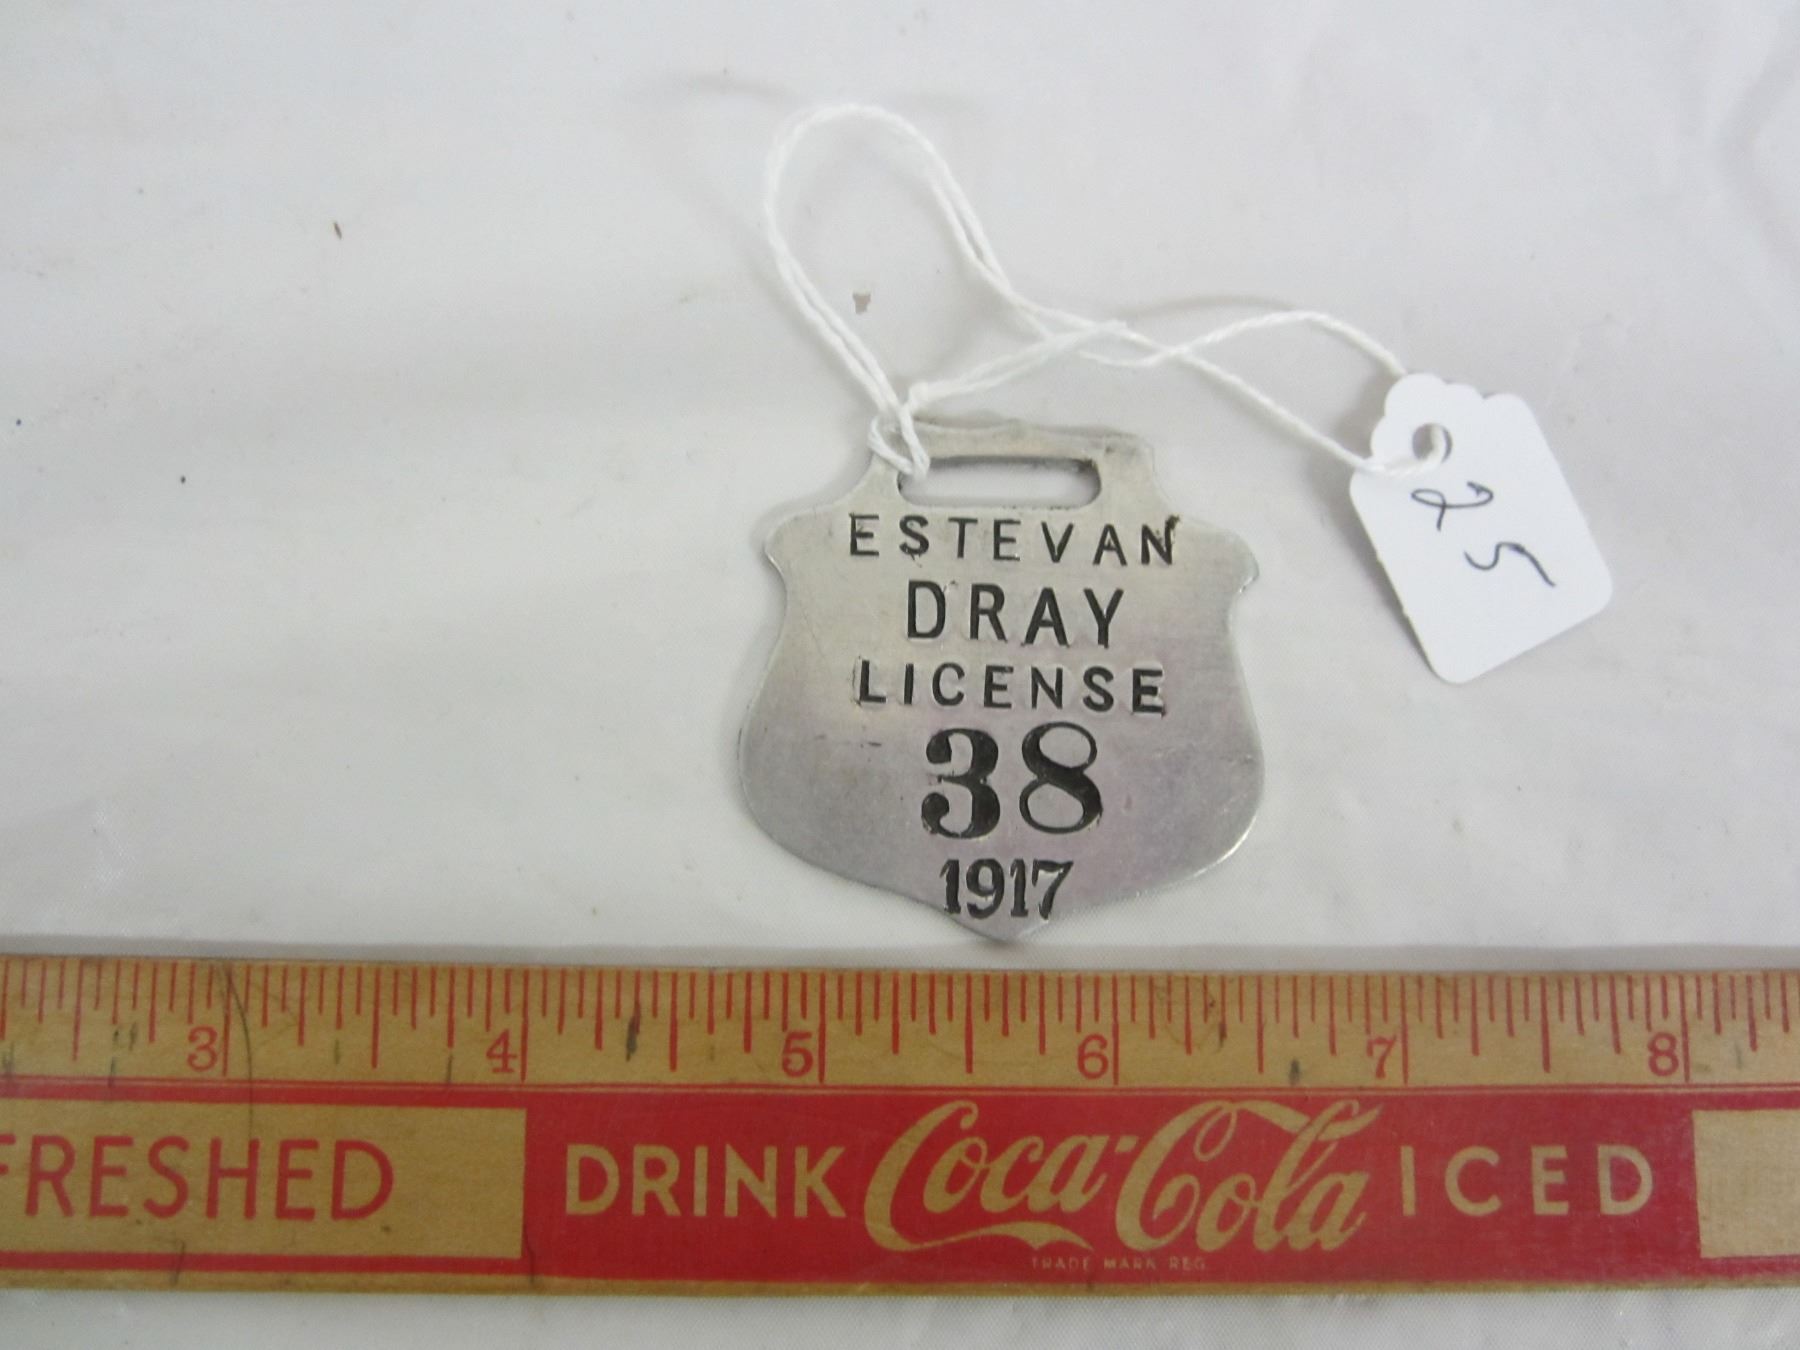 25
ESTEVAN
DRAY
LICENSE
38
1917
3 4 5 6 7 8
FRESHED DRINK Coca-Cola ICED
TRADE MARK REG.